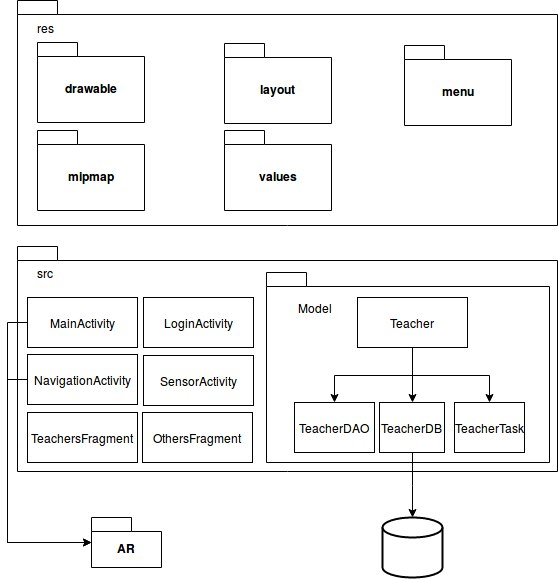 res
drawable
layout
menu
mipmap
values
src
MainActivity
LoginActivity
NavigationActivity
SensorActivity
TeachersFragment
OthersFragment
Model
Teacher
TeacherDAO
TeacherDB
TeacherTask
AR